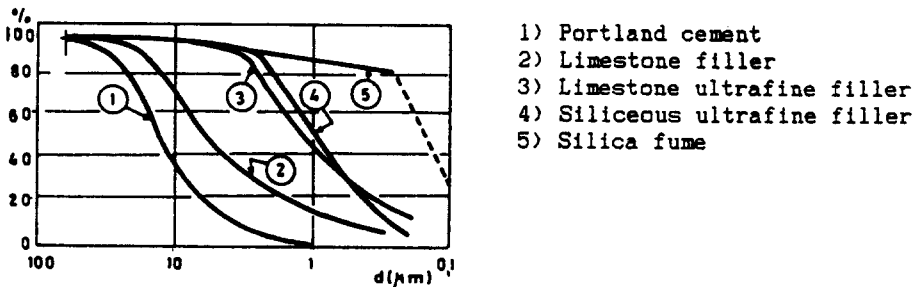 %
100
80
60
40
20
0
100 10 1 0,1
d(μm)
1 2 3 4 5
1) Portland cement
2) Limestone filler
3) Limestone ultrafine filler
4) Siliceous ultrafine filler
5) Silica fume